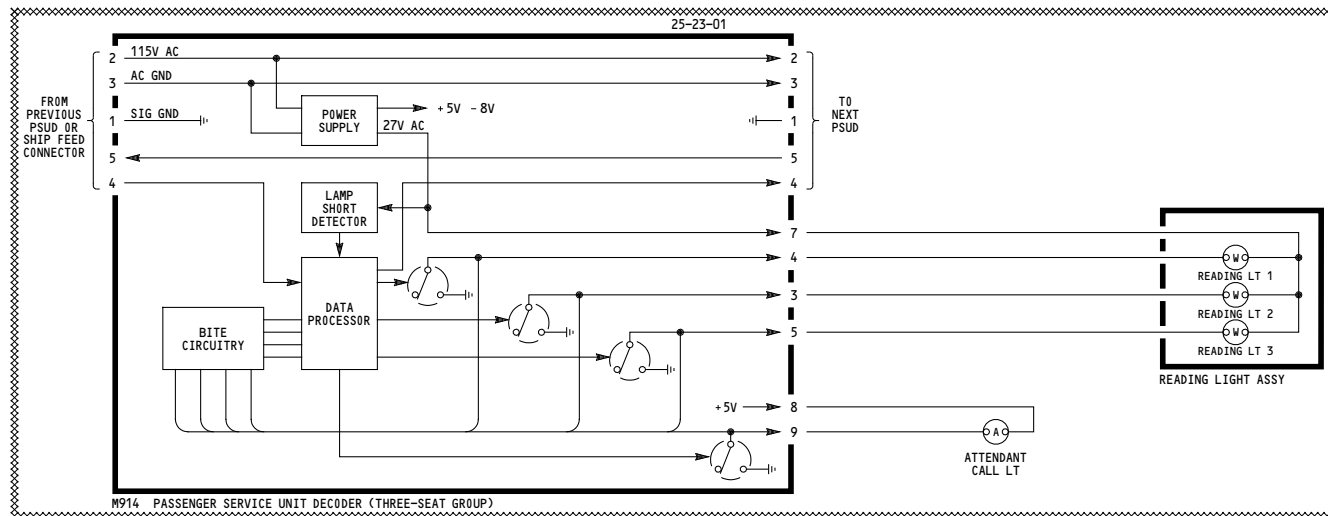 25-23-01
2
115V AC
2
3
AC GND
3
FROM
PREVIOUS
PSUD OR
SHIP FEED
CONNECTOR
1
SIG GND
POWER
SUPPLY
+5V -8V
27V AC
1
TO
NEXT
PSUD
5
5
4
4
LAMP
SHORT
DETECTOR
7
4
W
READING LT 1
DATA
PROCESSOR
3
W
READING LT 2
BITE
CIRCUITRY
5
W
READING LT 3
READING LIGHT ASSY
+5V
8
9
A
ATTENDANT
CALL LT
M914 PASSENGER SERVICE UNIT DECODER (THREE-SEAT GROUP)